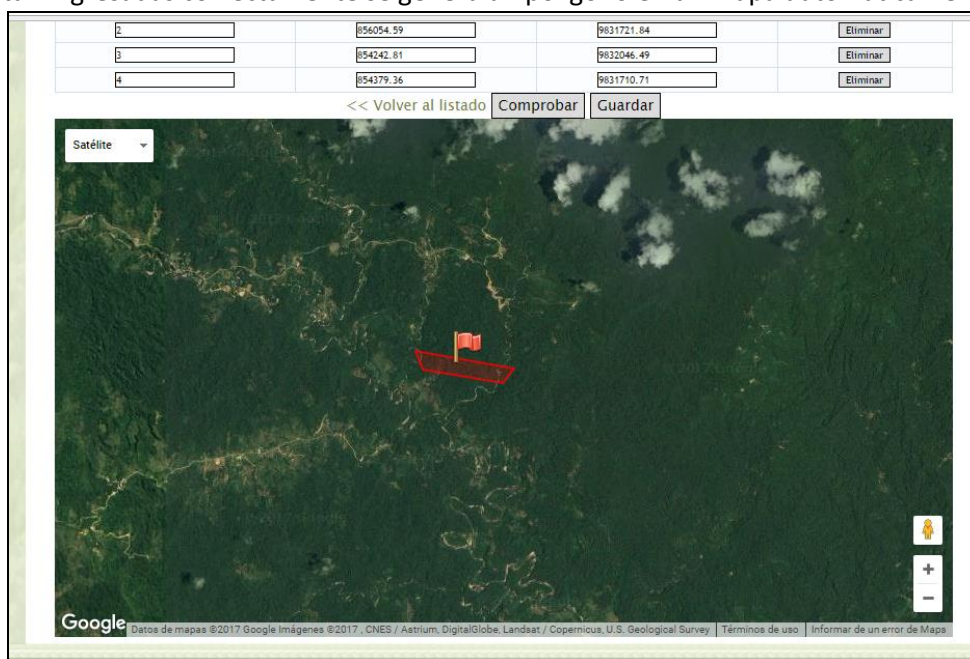 2 856054.59 9831721.84 Eliminar
3 854242.81 9832046.49 Eliminar
4 854379.36 9831710.71 Eliminar
<< Volver al listado Comprobar Guardar
Satélite
+
−
Google Datos de mapas ©2017 Google Imágenes ©2017 , CNES / Astrium, DigitalGlobe, Landsat / Copernicus, U.S. Geological Survey Términos de uso Informar de un error de Maps